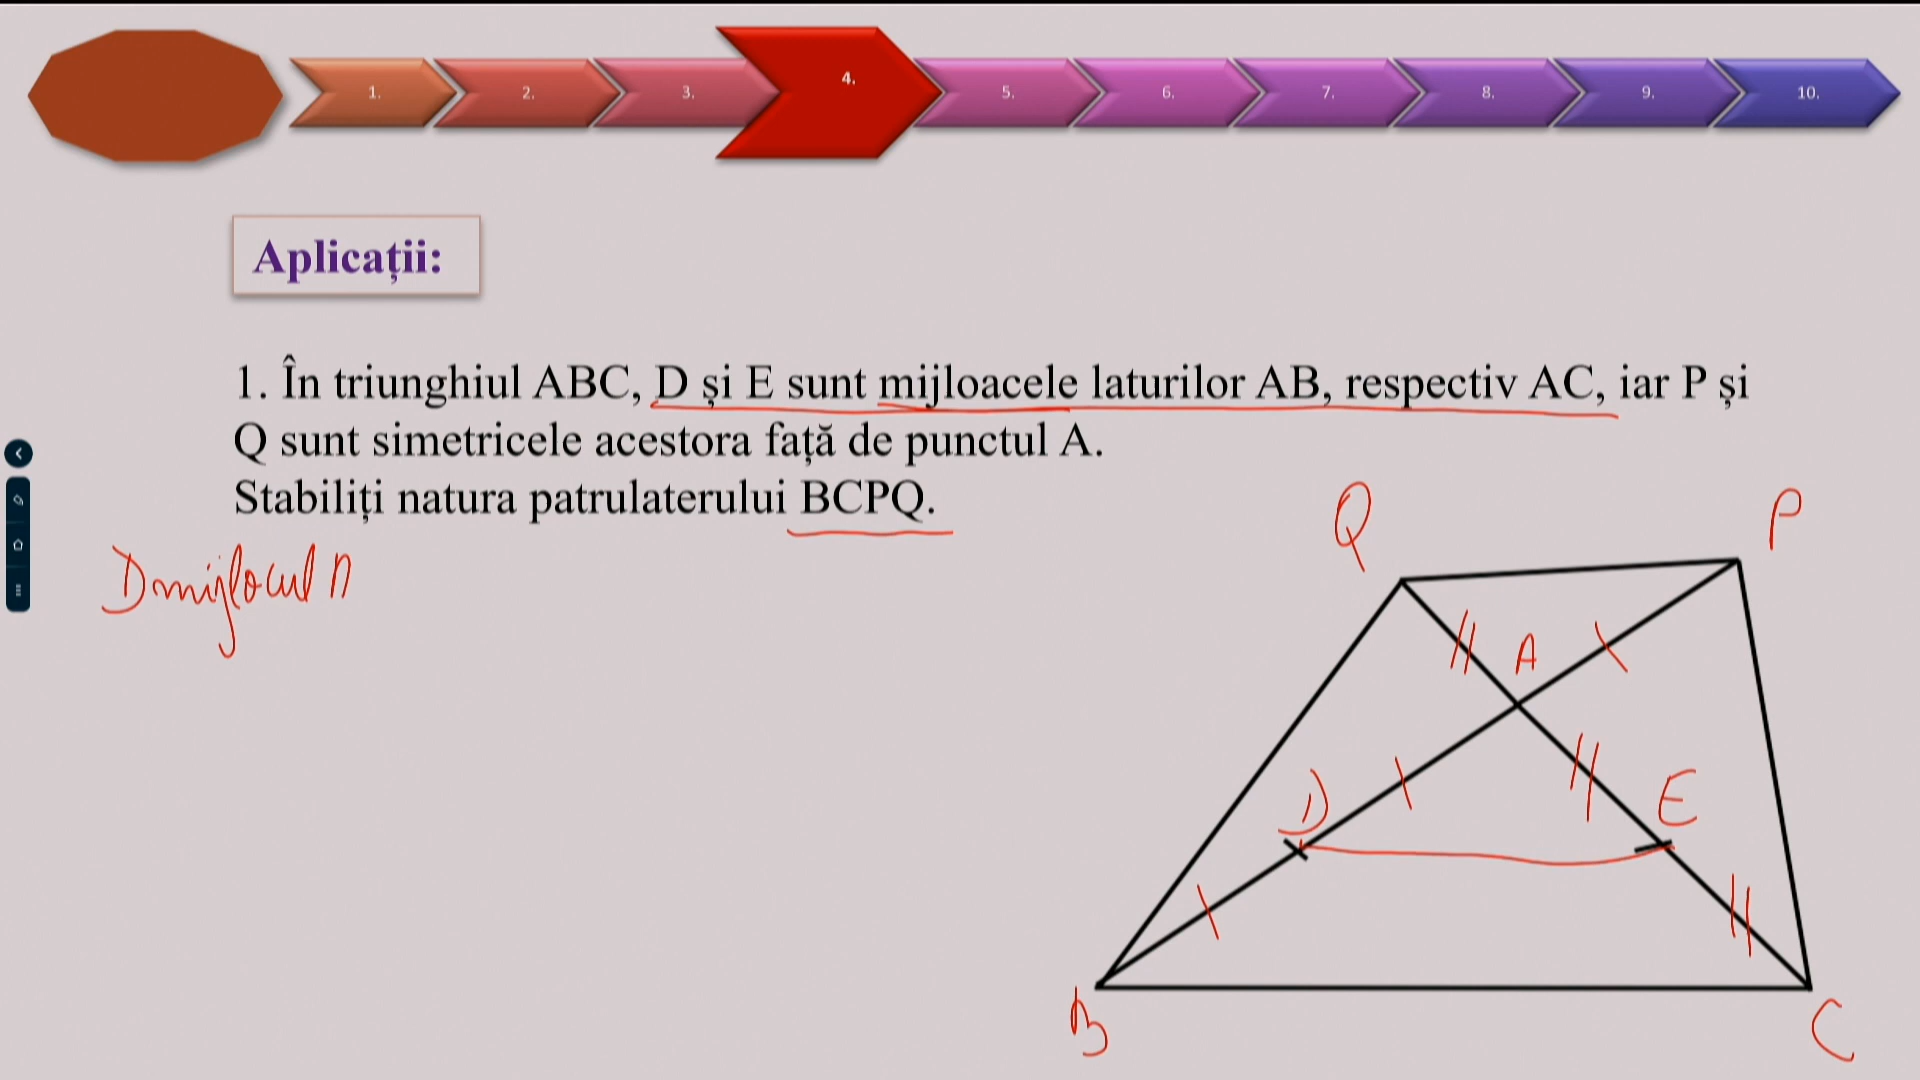 1.
2.
3.
4.
5.
6.
7.
8.
9.
10.
Aplicații:
1. În triunghiul ABC, D și E sunt mijloacele laturilor AB, respectiv AC, iar P și
Q sunt simetricele acestora față de punctul A.
Stabiliți natura patrulaterului BCPQ.
D mijlocul
Q
P
A
D
E
B
C